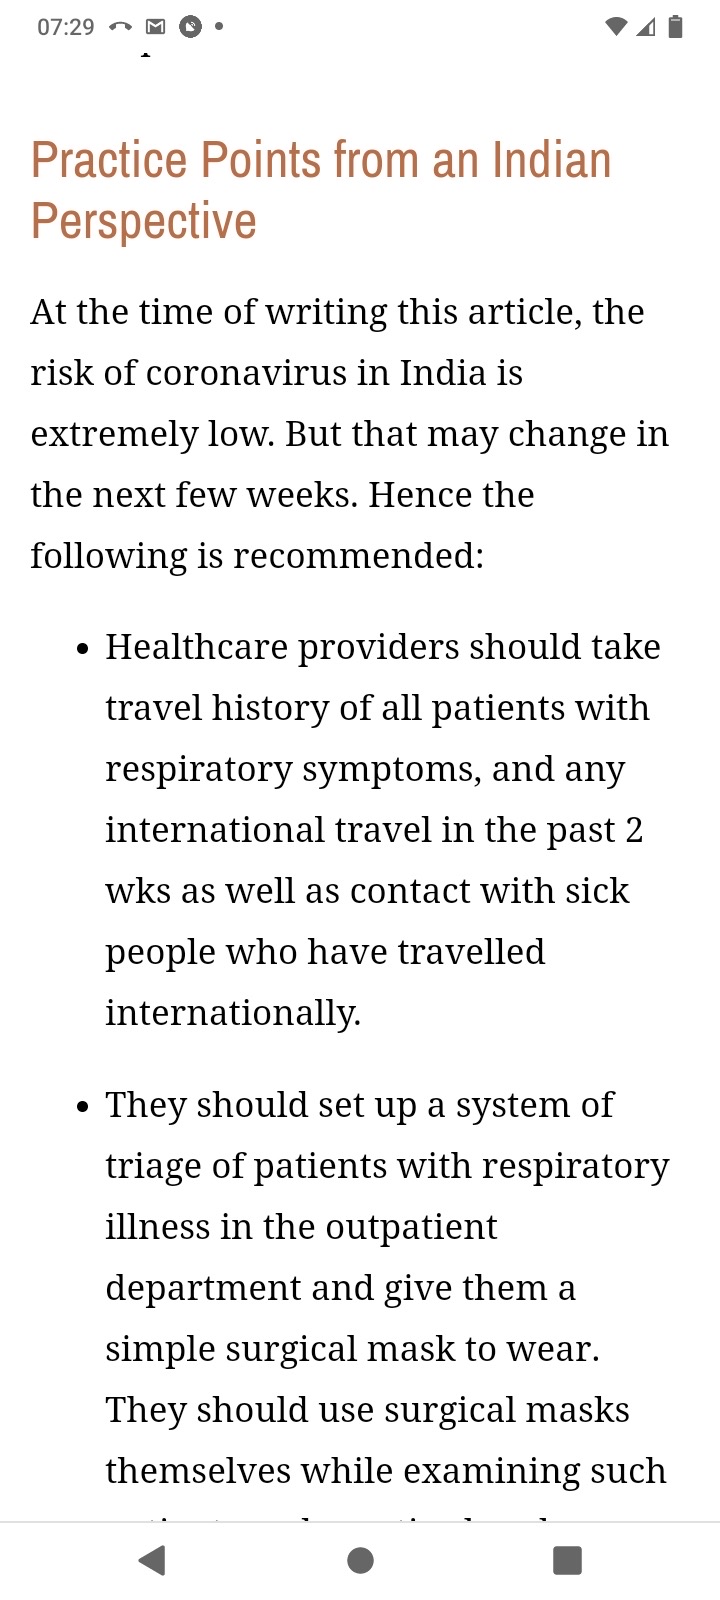 07:29
Practice Points from an Indian
Perspective
At the time of writing this article, the
risk of coronavirus in India is
extremely low. But that may change in
the next few weeks. Hence the
following is recommended:
• Healthcare providers should take
travel history of all patients with
respiratory symptoms, and any
international travel in the past 2
wks as well as contact with sick
people who have travelled
internationally.
• They should set up a system of
triage of patients with respiratory
illness in the outpatient
department and give them a
simple surgical mask to wear.
They should use surgical masks
themselves while examining such